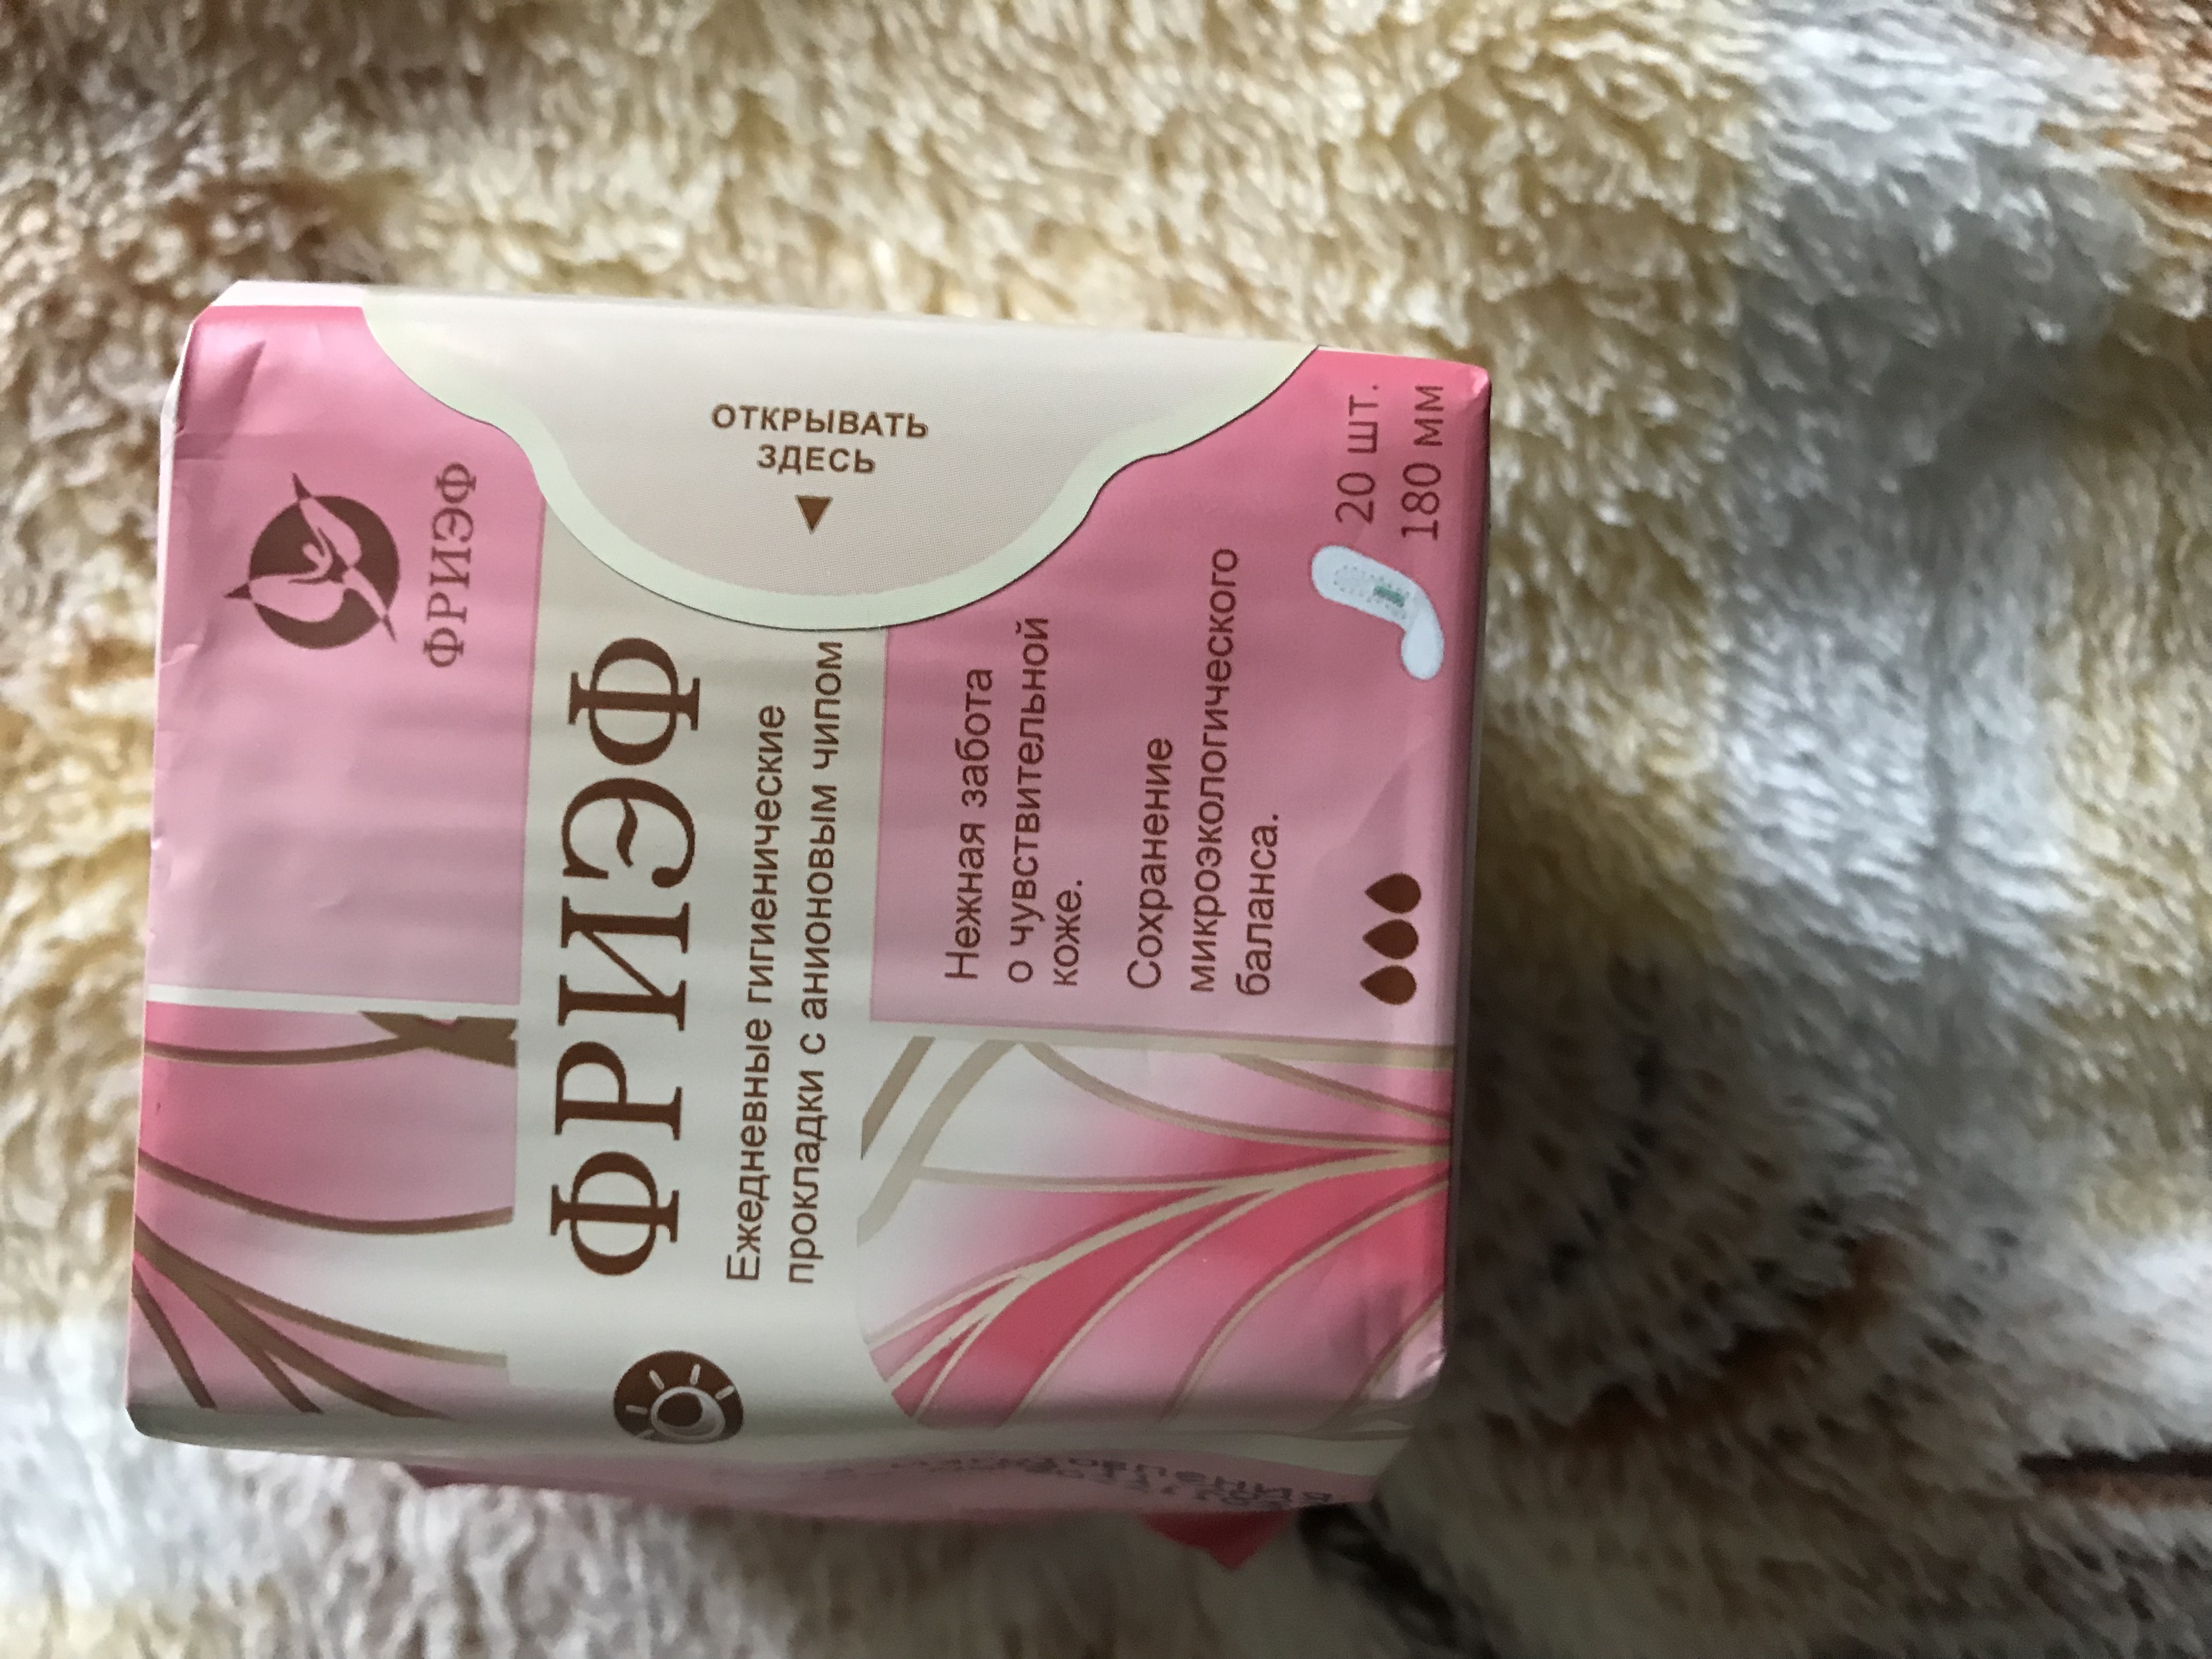 ФРИЭФ
ОТКРЫВАТЬ
ЗДЕСЬ
ФРИЭФ
Ежедневные гигиенические
прокладки с анионовым чипом
Нежная забота
о чувствительной
коже.
Сохранение
микроэкологического
баланса.
20 шт.
180 мм